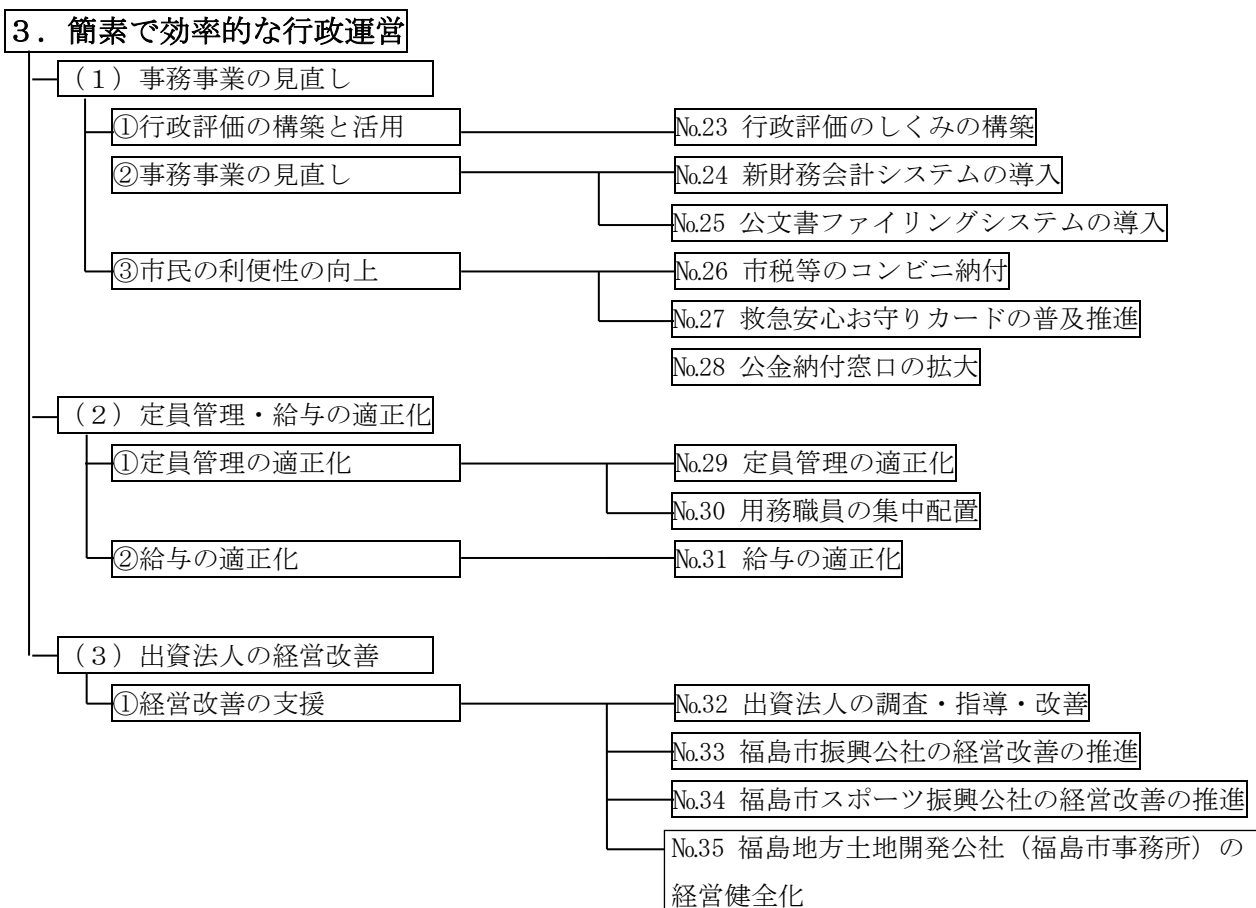 ３．簡素で効率的な行政運営
（１）事務事業の見直し
①行政評価の構築と活用
№23 行政評価のしくみの構築
②事務事業の見直し
№24 新財務会計システムの導入
№25 公文書ファイリングシステムの導入
③市民の利便性の向上
№26 市税等のコンビニ納付
№27 救急安心お守りカードの普及推進
№28 公金納付窓口の拡大
（２）定員管理・給与の適正化
①定員管理の適正化
№29 定員管理の適正化
№30 用務職員の集中配置
②給与の適正化
№31 給与の適正化
（３）出資法人の経営改善
①経営改善の支援
№32 出資法人の調査・指導・改善
№33 福島市振興公社の経営改善の推進
№34 福島市スポーツ振興公社の経営改善の推進
№35 福島地方土地開発公社（福島市事務所）の
経営健全化